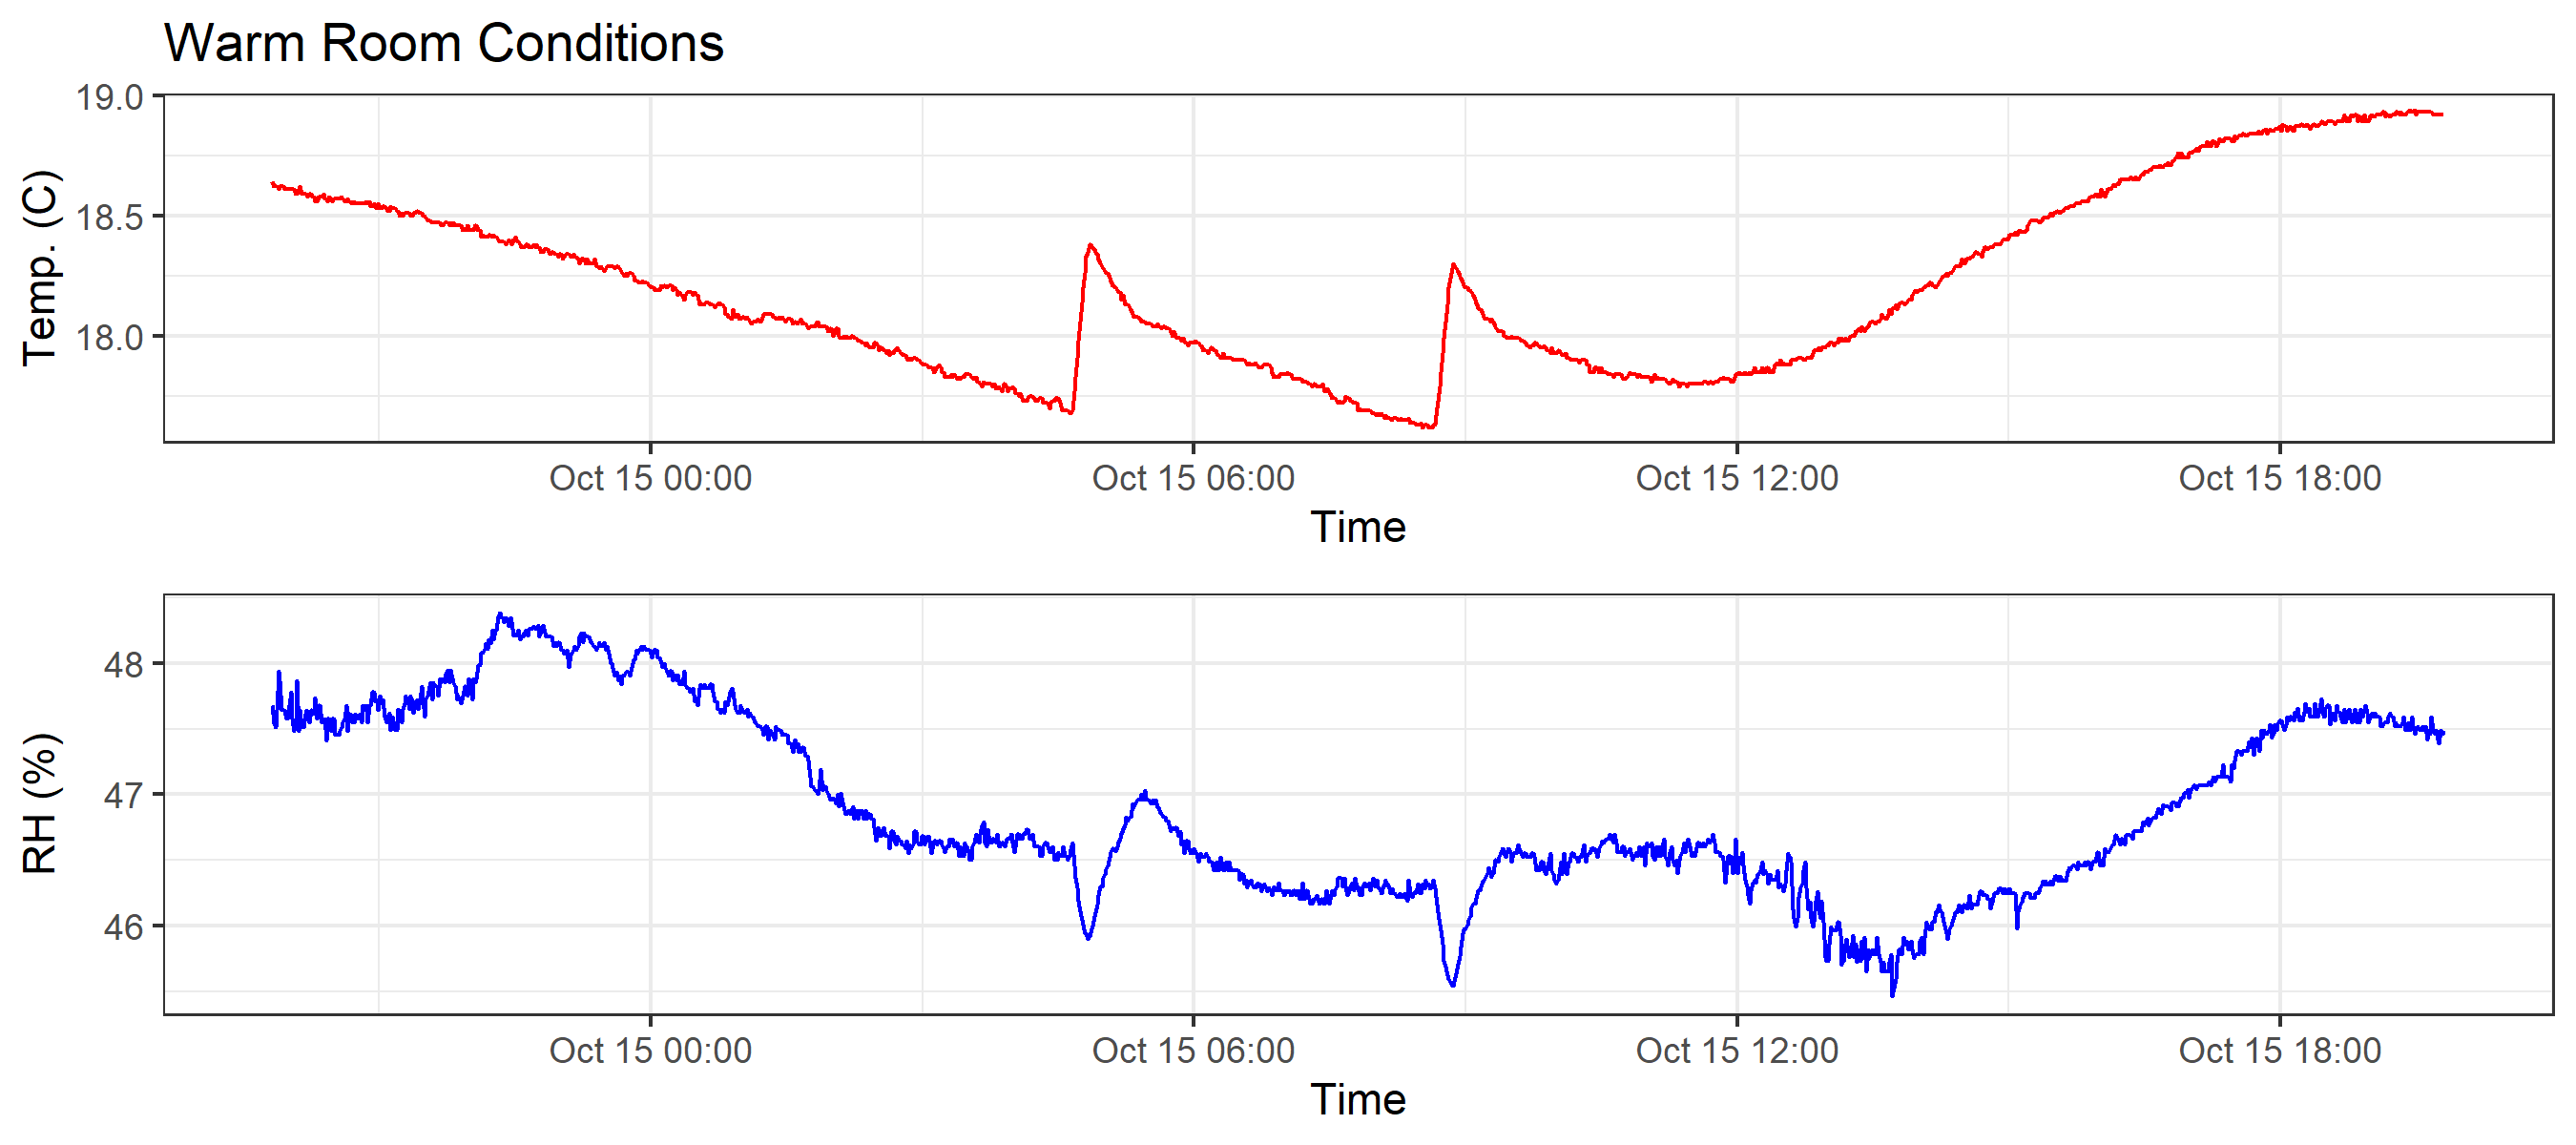 Warm Room Conditions
Temp. (C)
19.0
18.5
18.0
Oct 15 00:00 Oct 15 06:00 Oct 15 12:00 Oct 15 18:00
Time
RH (%)
48
47
46
Oct 15 00:00 Oct 15 06:00 Oct 15 12:00 Oct 15 18:00
Time